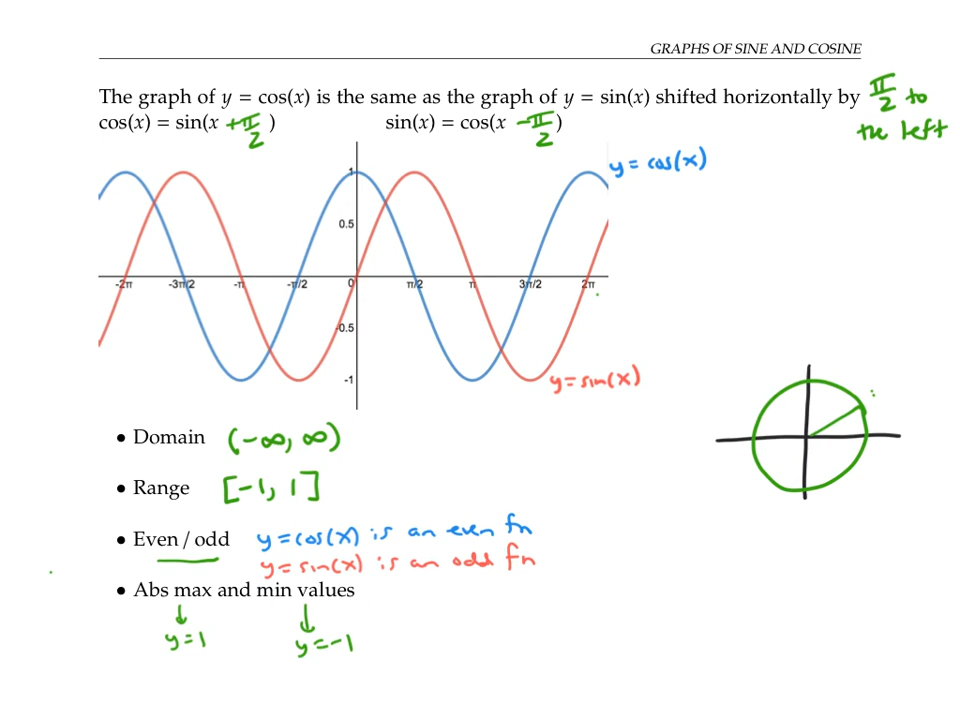 GRAPHS OF SINE AND COSINE
The graph of y = cos(x) is the same as the graph of y = sin(x) shifted horizontally by π/2 to
the left
cos(x) = sin(x +π/2 ) sin(x) = cos(x -π/2 )
y = cos(x)
1
0.5
-2π -3π/2 -π -π/2 0 π/2 π 3π/2 2π
-0.5
-1
y = sin(x)
• Domain (-∞, ∞)
• Range [-1, 1]
• Even / odd y = cos(x) is an even fn
y = sin(x) is an odd fn
• Abs max and min values
y = 1 y = -1